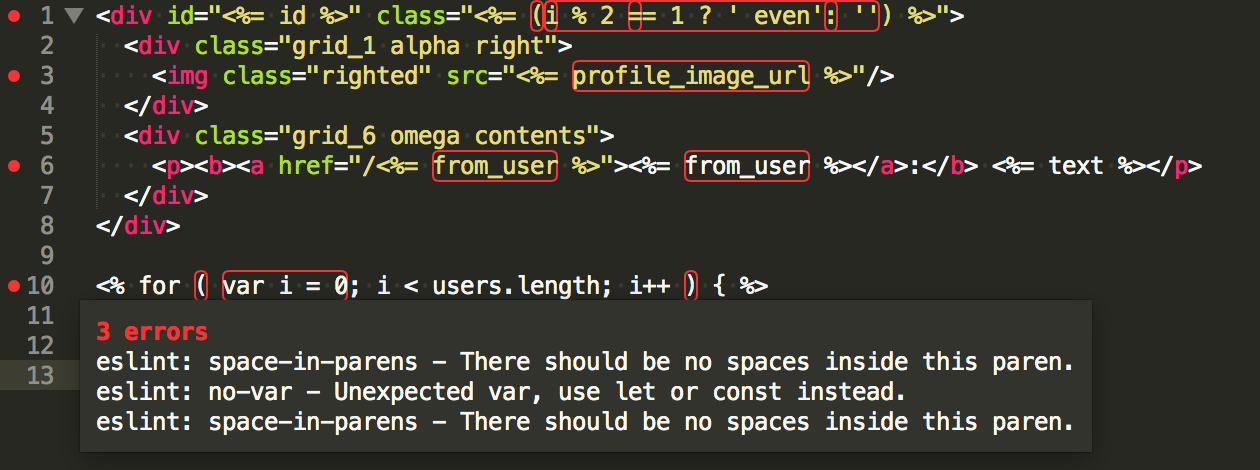 1 <div id="<%= id %>" class="<%= (i % 2 == 1 ? ' even': '') %>">
2   <div class="grid_1 alpha right">
3     <img class="righted" src="<%= profile_image_url %>"/>
4   </div>
5   <div class="grid_6 omega contents">
6     <p><b><a href="/<%= from_user %>"><%= from_user %></a>:</b> <%= text %></p>
7   </div>
8 </div>
9
10 <% for ( var i = 0; i < users.length; i++ ) { %>
11
3 errors
12
eslint: space-in-parens – There should be no spaces inside this paren.
13
eslint: no-var – Unexpected var, use let or const instead.
eslint: space-in-parens – There should be no spaces inside this paren.